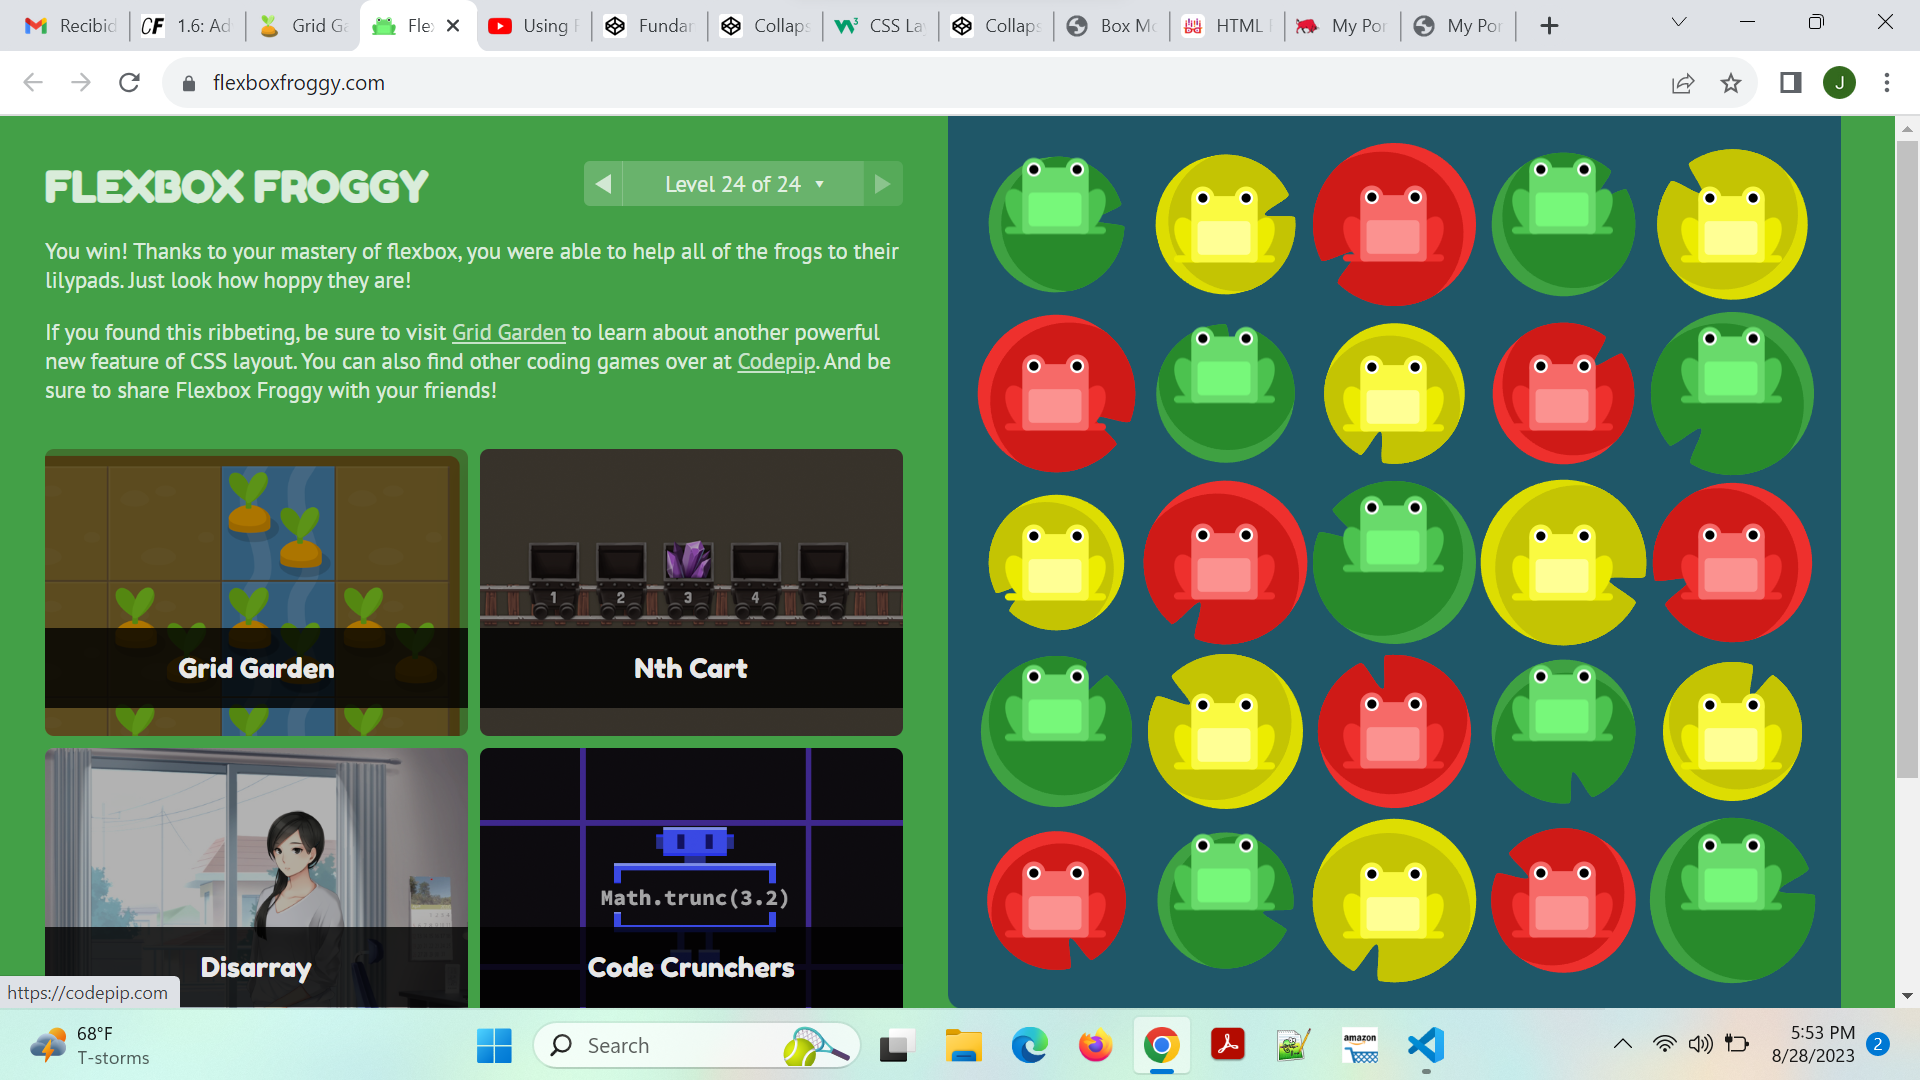 Recibid
CF
1.6: Ad
Grid Ga
Flex
Using F
Fundam
Collaps
CSS La
Collaps
Box Mo
HTML
My Por
My Por
flexboxfroggy.com
J
FLEXBOX FROGGY
Level 24 of 24
You win! Thanks to your mastery of flexbox, you were able to help all of the frogs to their
lilypads. Just look how hoppy they are!
If you found this ribbeting, be sure to visit Grid Garden to learn about another powerful
new feature of CSS layout. You can also find other coding games over at Codepip. And be
sure to share Flexbox Froggy with your friends!
1 2 3 4 5
Grid Garden
Nth Cart
Math.trunc(3.2)
Disarray
Code Crunchers
https://codepip.com
68°F
T-storms
Search
amazon
5:53 PM
8/28/2023
2